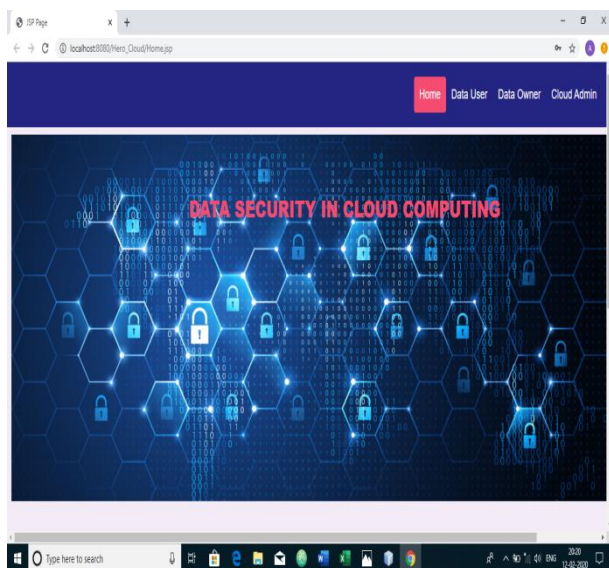 JSP Page
localhost:8080/Hero_Cloud/Home.jsp
Home Data User Data Owner Cloud Admin
DATA SECURITY IN CLOUD COMPUTING
Type here to search
ENG
20:20
12-02-2020